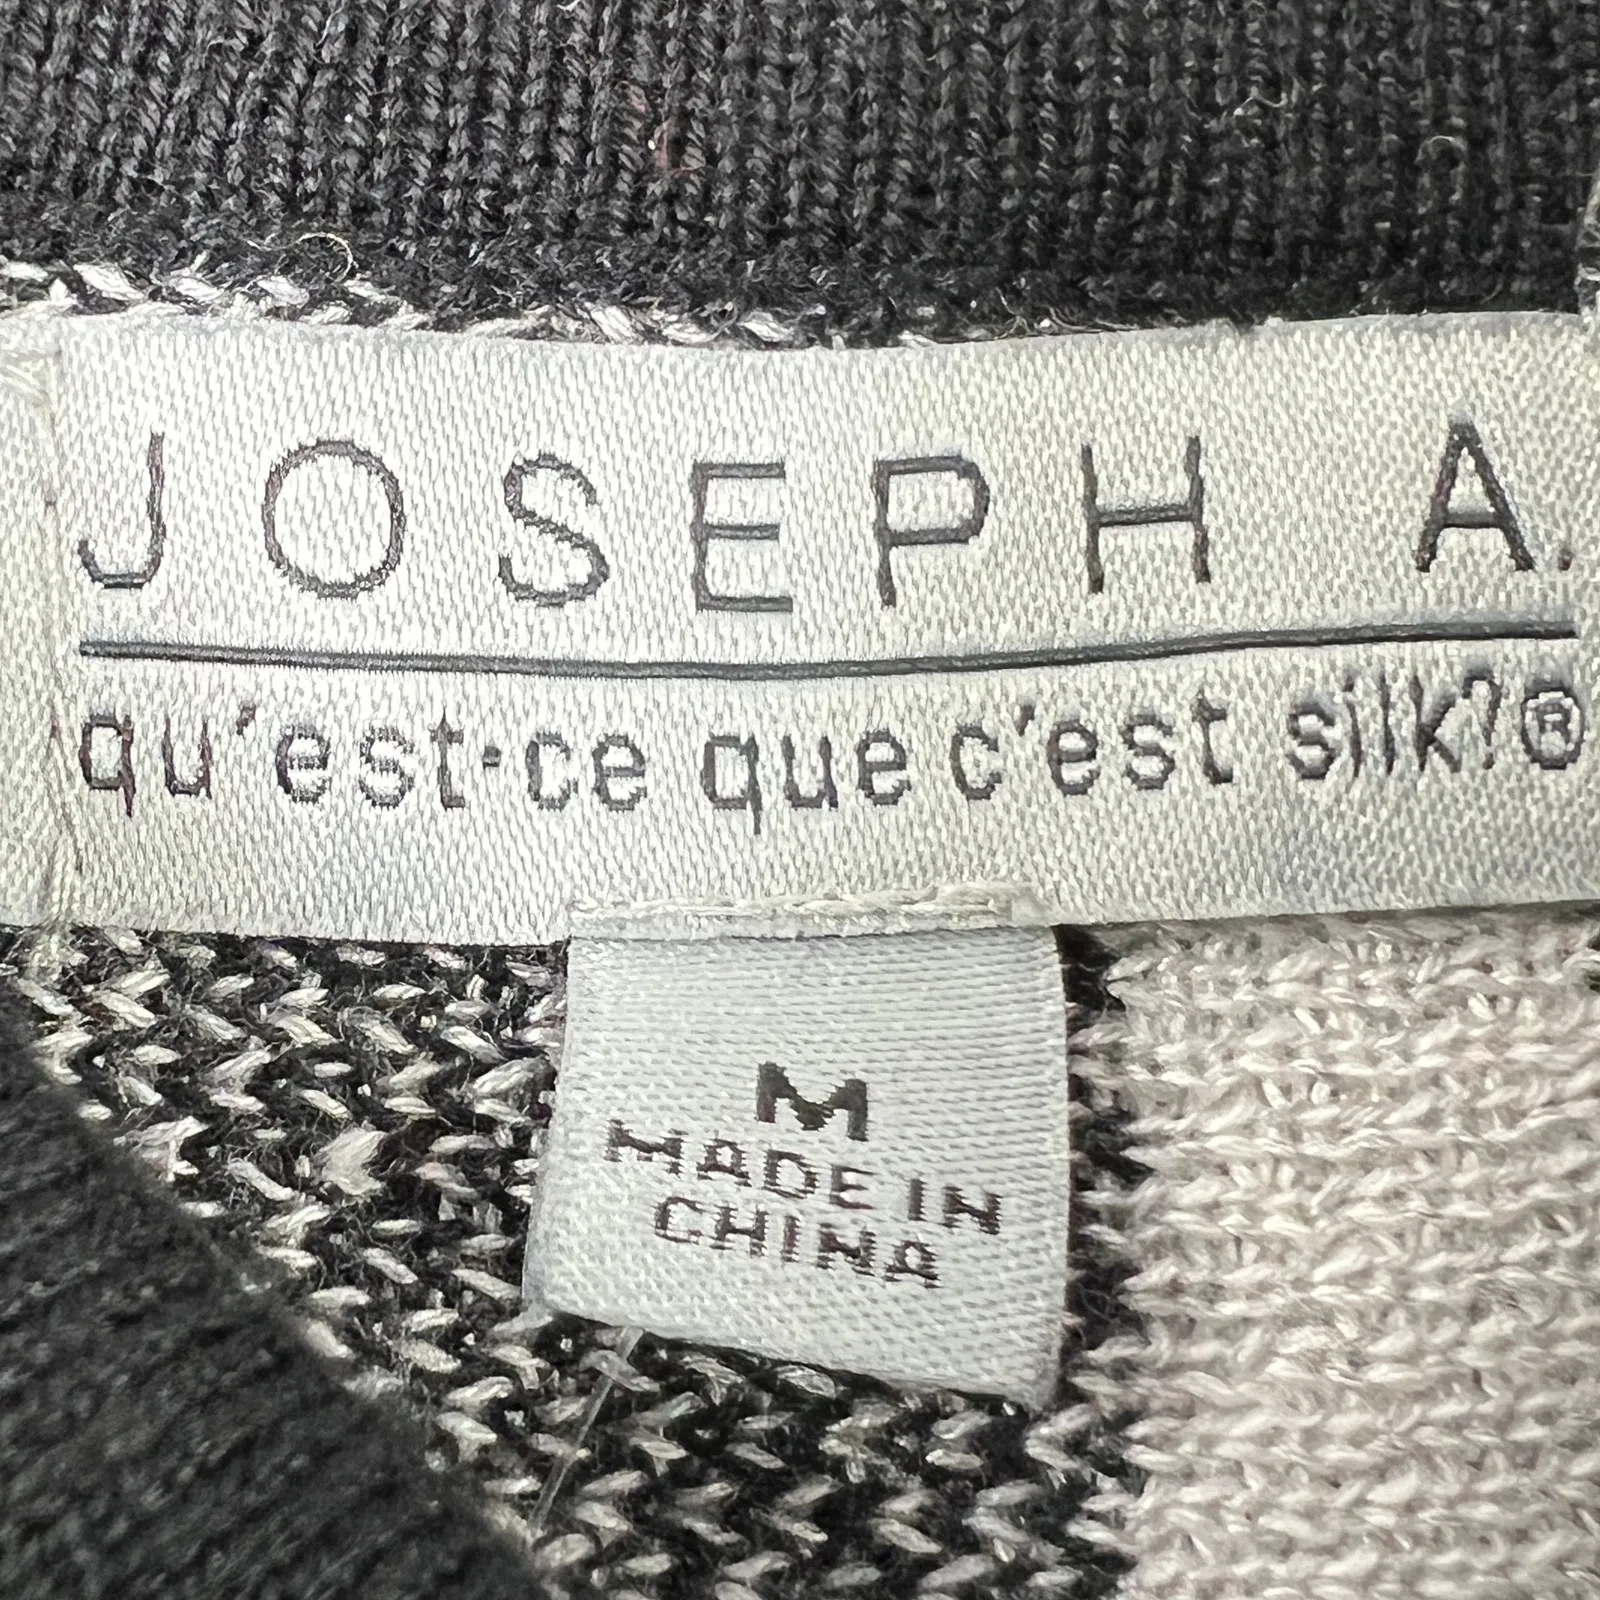 JOSEPH A.
qu'est-ce que c'est silk?®
M
MADE IN
CHINA